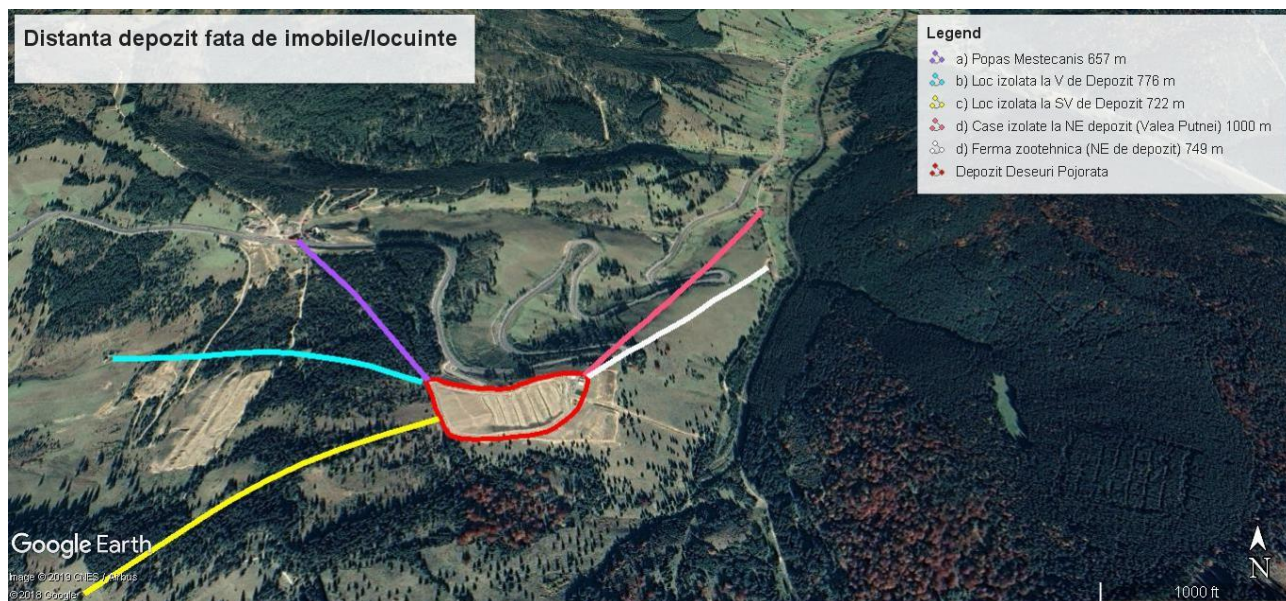 Distanta depozit fata de imobile/locuinte
Legend
a) Popas Mestecanis 657 m
b) Loc izolata la V de Depozit 776 m
c) Loc izolata la SV de Depozit 722 m
d) Case izolate la NE depozit (Valea Putnei) 1000 m
d) Ferma zootehnica (NE de depozit) 749 m
Depozit Deseuri Pojorata
Google Earth
Image © 2019 CNES / Airbus
© 2018 Google
N
1000 ft